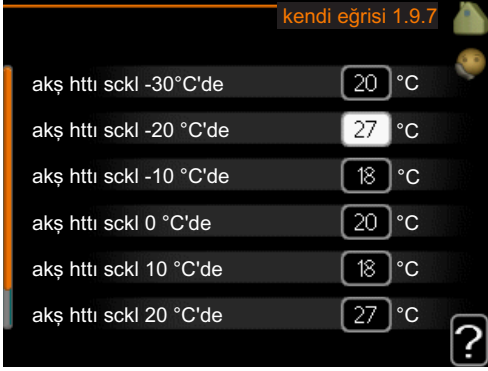 kendi eğrisi 1.9.7
akş httı sckl -30°C'de 20 °C
akş httı sckl -20 °C'de 27 °C
akş httı sckl -10 °C'de 18 °C
akş httı sckl 0 °C'de 20 °C
akş httı sckl 10 °C'de 18 °C
akş httı sckl 20 °C'de 27 °C
?